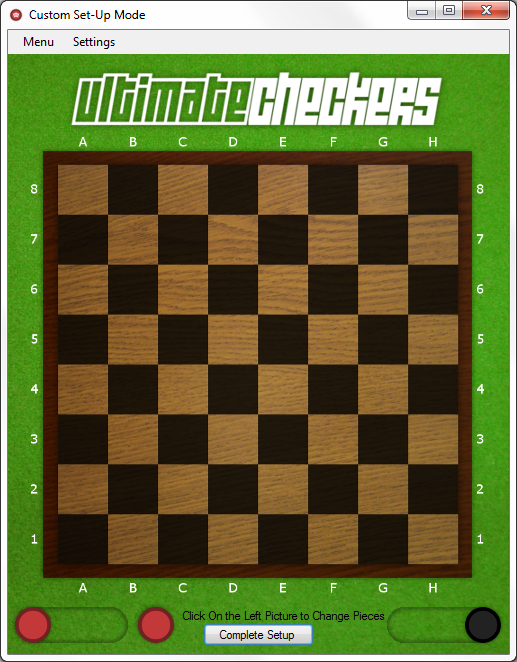 Custom Set-Up Mode
Menu Settings
ultimatecheckers
A B C D E F G H
8 8
7 7
6 6
5 5
4 4
3 3
2 2
1 1
A B C D E F G H
Click On the Left Picture to Change Pieces
Complete Setup